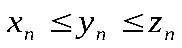 xₙ ≤ yₙ ≤ zₙ